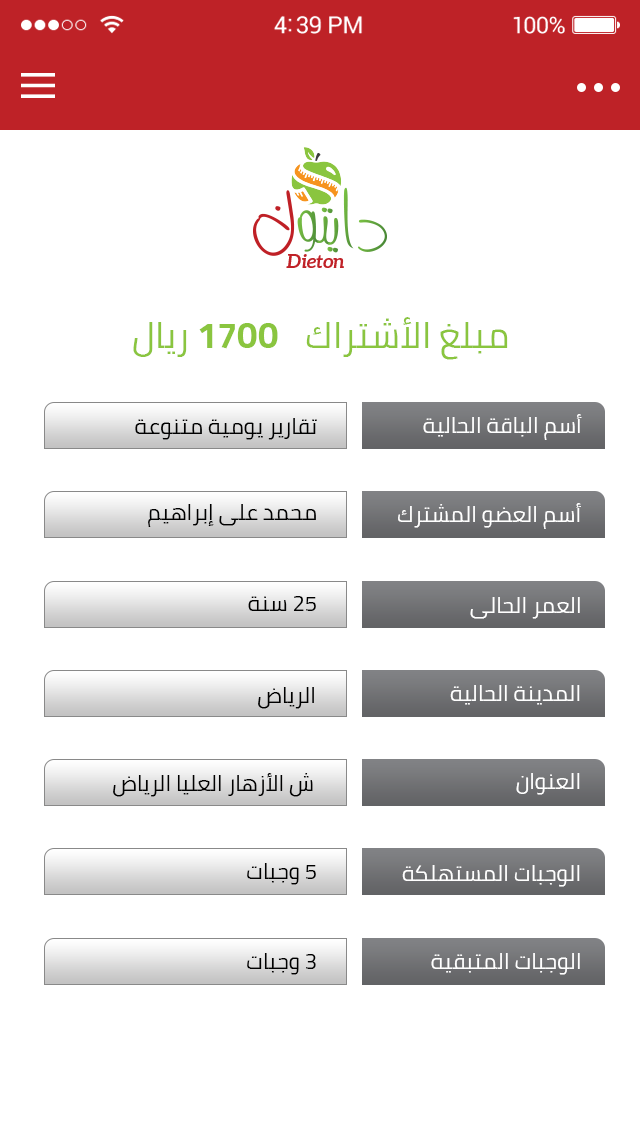 4:39 PM 100%
دايتون
Dieton
مبلغ الأشتراك 1700 ريال
أسم الباقة الحالية تقارير يومية متنوعة
أسم العضو المشترك محمد على إبراهيم
العمر الحالى 25 سنة
المدينة الحالية الرياض
العنوان ش الأزهار العليا الرياض
الوجبات المستهلكة 5 وجبات
الوجبات المتبقية 3 وجبات